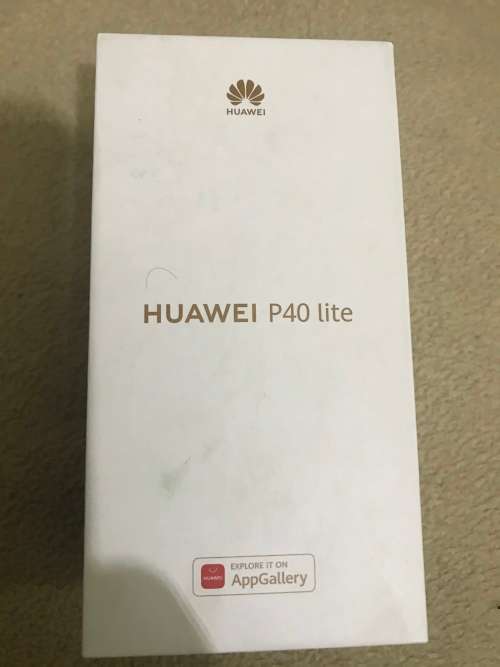 HUAWEI
HUAWEI P40 lite
EXPLORE IT ON
HUAWEI
AppGallery